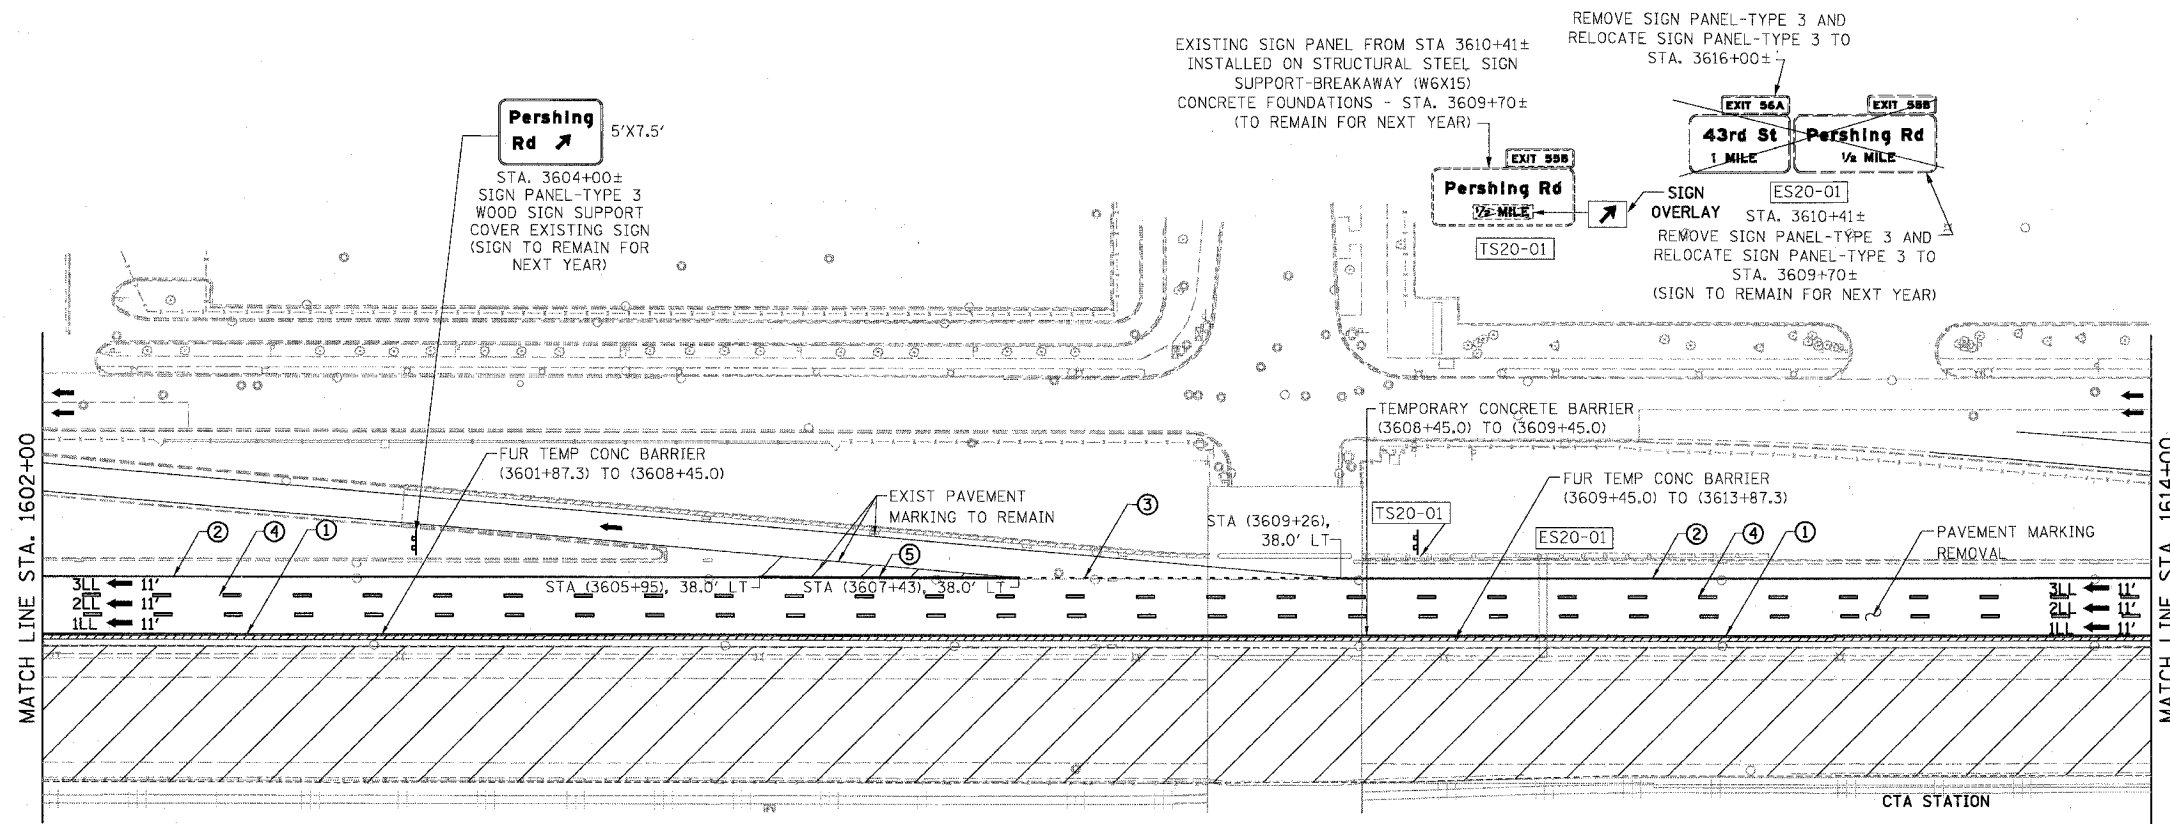 REMOVE SIGN PANEL-TYPE 3 AND
RELOCATE SIGN PANEL-TYPE 3 TO
STA. 3616+00±
EXISTING SIGN PANEL FROM STA 3610+41±
INSTALLED ON STRUCTURAL STEEL SIGN
SUPPORT-BREAKAWAY (W6X15)
CONCRETE FOUNDATIONS - STA. 3609+70±
(TO REMAIN FOR NEXT YEAR)
Pershing
Rd
5'X7.5'
STA. 3604+00±
SIGN PANEL-TYPE 3
WOOD SIGN SUPPORT
COVER EXISTING SIGN
(SIGN TO REMAIN FOR
NEXT YEAR)
EXIT 55B
Pershing Rd
1/2 MILE
TS20-01
SIGN
OVERLAY
EXIT 56A
43rd St
1 MILE
Pershing Rd
1/2 MILE
ES20-01
STA. 3610+41±
REMOVE SIGN PANEL-TYPE 3 AND
RELOCATE SIGN PANEL-TYPE 3 TO
STA. 3609+70±
(SIGN TO REMAIN FOR NEXT YEAR)
MATCH LINE STA. 1602+00
FUR TEMP CONC BARRIER
(3601+87.3) TO (3608+45.0)
EXIST PAVEMENT
MARKING TO REMAIN
TEMPORARY CONCRETE BARRIER
(3608+45.0) TO (3609+45.0)
FUR TEMP CONC BARRIER
(3609+45.0) TO (3613+87.3)
STA (3609+26),
38.0' LT
TS20-01
ES20-01
PAVEMENT MARKING
REMOVAL
2
4
1
5
3
2
4
1
STA (3605+95), 38.0' LT
STA (3607+43), 38.0' LT
3LL 11'
2LL 11'
1LL 11'
3LL 11'
2LL 11'
1LL 11'
MATCH LINE STA. 1614+00
CTA STATION